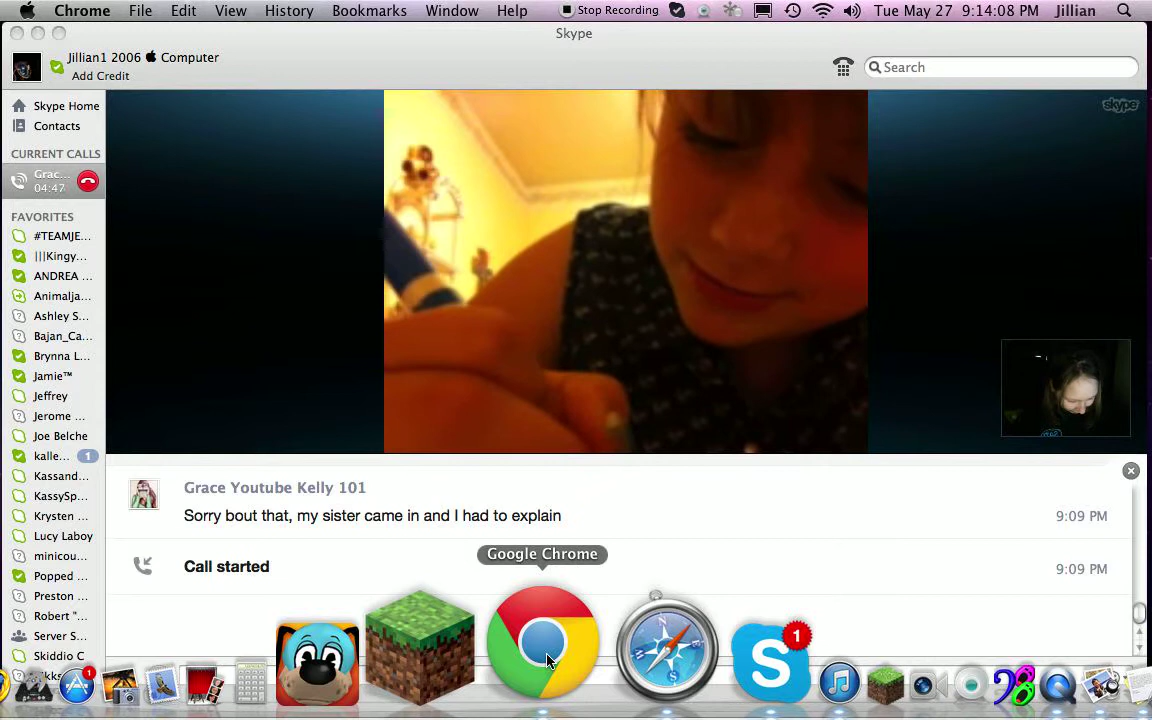 Chrome File Edit View History Bookmarks Window Help Stop Recording Tue May 27 9:14:08 PM Jillian
Skype
Jillian1 2006 Computer
Add Credit
Search
Skype Home
Contacts
CURRENT CALLS
Grac...
04:47
FAVORITES
#TEAMJE...
|||Kingy...
ANDREA ...
Animalja...
Ashley S...
Bajan_Ca...
Brynna L...
Jamie™
Jeffrey
Jerome ...
Joe Belche
kalle... 1
Kassand...
KassySp...
Krysten ...
Lucy Laboy
minicou...
Popped ...
Preston ...
Robert "...
Server S...
Skiddio C
skype
Grace Youtube Kelly 101
Sorry bout that, my sister came in and I had to explain 9:09 PM
Call started 9:09 PM
Google Chrome
1
1